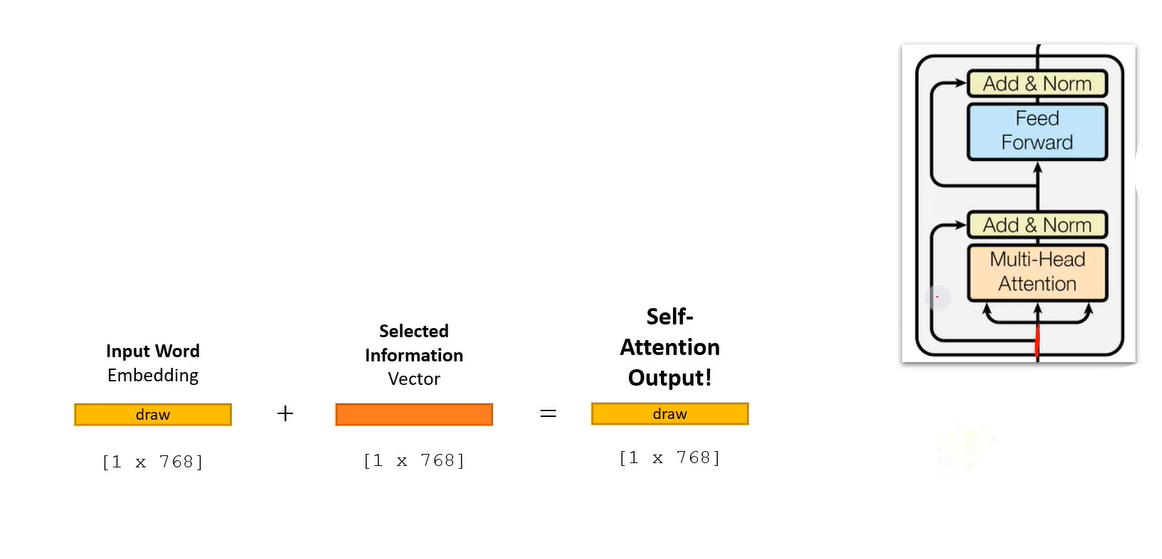 Input Word
Embedding
draw
[1 x 768]
+
Selected
Information
Vector
[1 x 768]
=
Self-
Attention
Output!
draw
[1 x 768]
Add & Norm
Feed
Forward
Add & Norm
Multi-Head
Attention